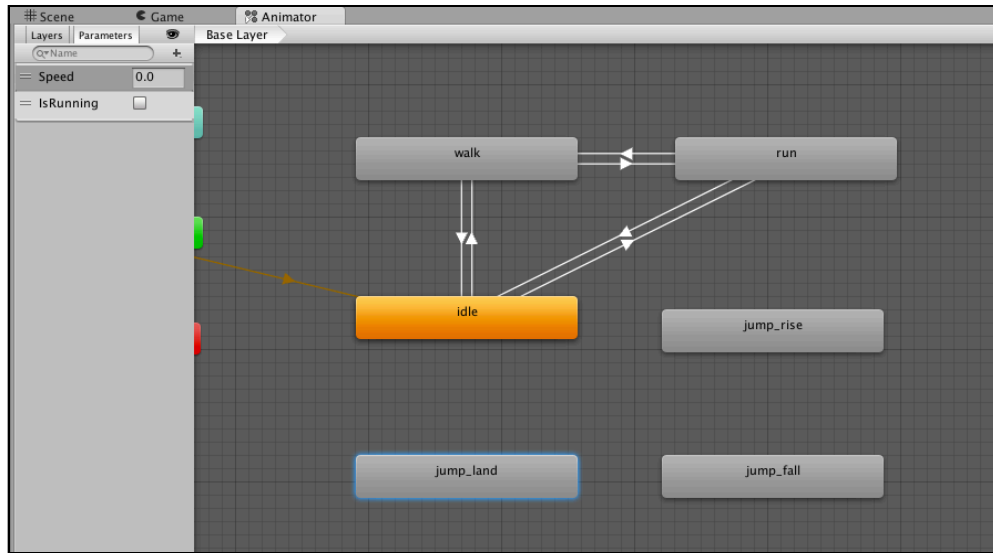 Scene Game Animator
Layers Parameters Base Layer
Name
Speed 0.0
IsRunning
walk run
idle
jump_rise
jump_land jump_fall